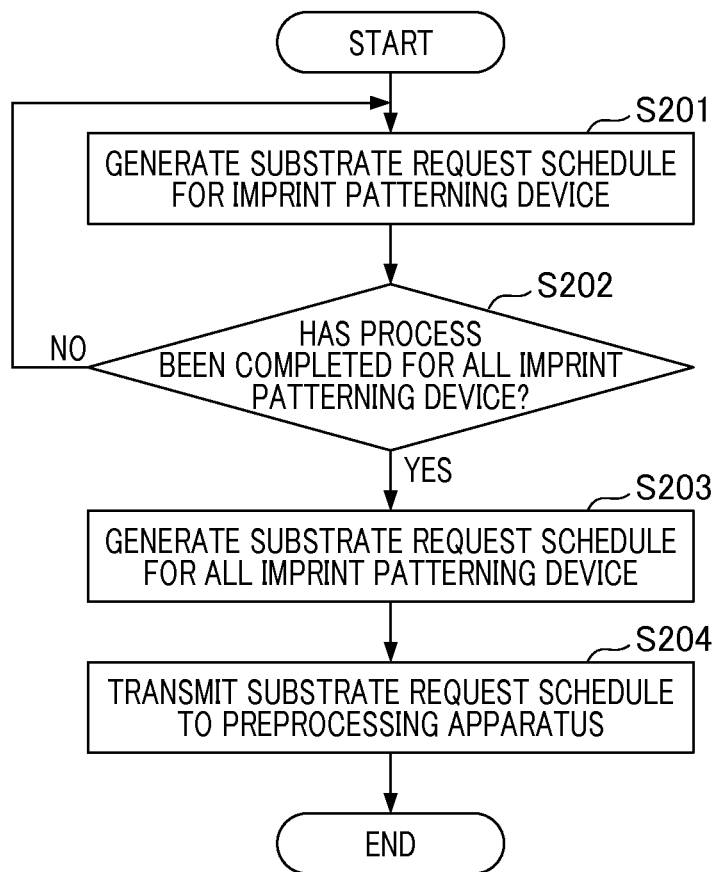 START
S201
GENERATE SUBSTRATE REQUEST SCHEDULE
FOR IMPRINT PATTERNING DEVICE
S202
HAS PROCESS
BEEN COMPLETED FOR ALL IMPRINT
PATTERNING DEVICE?
NO
YES
S203
GENERATE SUBSTRATE REQUEST SCHEDULE
FOR ALL IMPRINT PATTERNING DEVICE
S204
TRANSMIT SUBSTRATE REQUEST SCHEDULE
TO PREPROCESSING APPARATUS
END